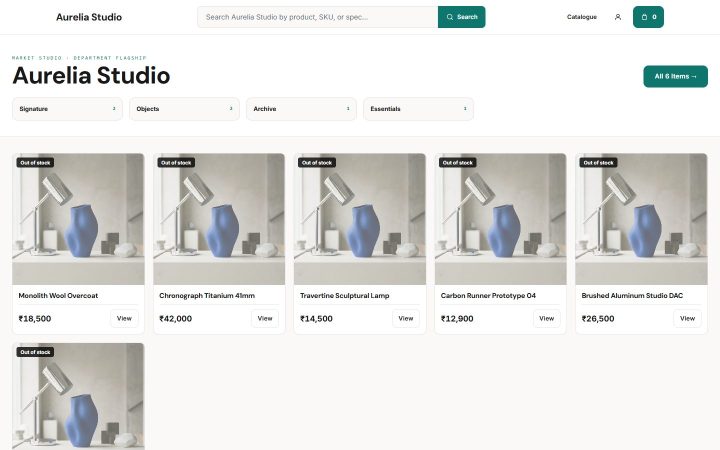 Aurelia Studio
Search Aurelia Studio by product, SKU, or spec...
Search
Catalogue
0
MARKET STUDIO · DEPARTMENT FLAGSHIP
Aurelia Studio
All 6 Items →
Signature 2
Objects 2
Archive 1
Essentials 1
Out of stock
Out of stock
Out of stock
Out of stock
Out of stock
Monolith Wool Overcoat
Chronograph Titanium 41mm
Travertine Sculptural Lamp
Carbon Runner Prototype 04
Brushed Aluminum Studio DAC
₹18,500 View
₹42,000 View
₹14,500 View
₹12,900 View
₹26,500 View
Out of stock